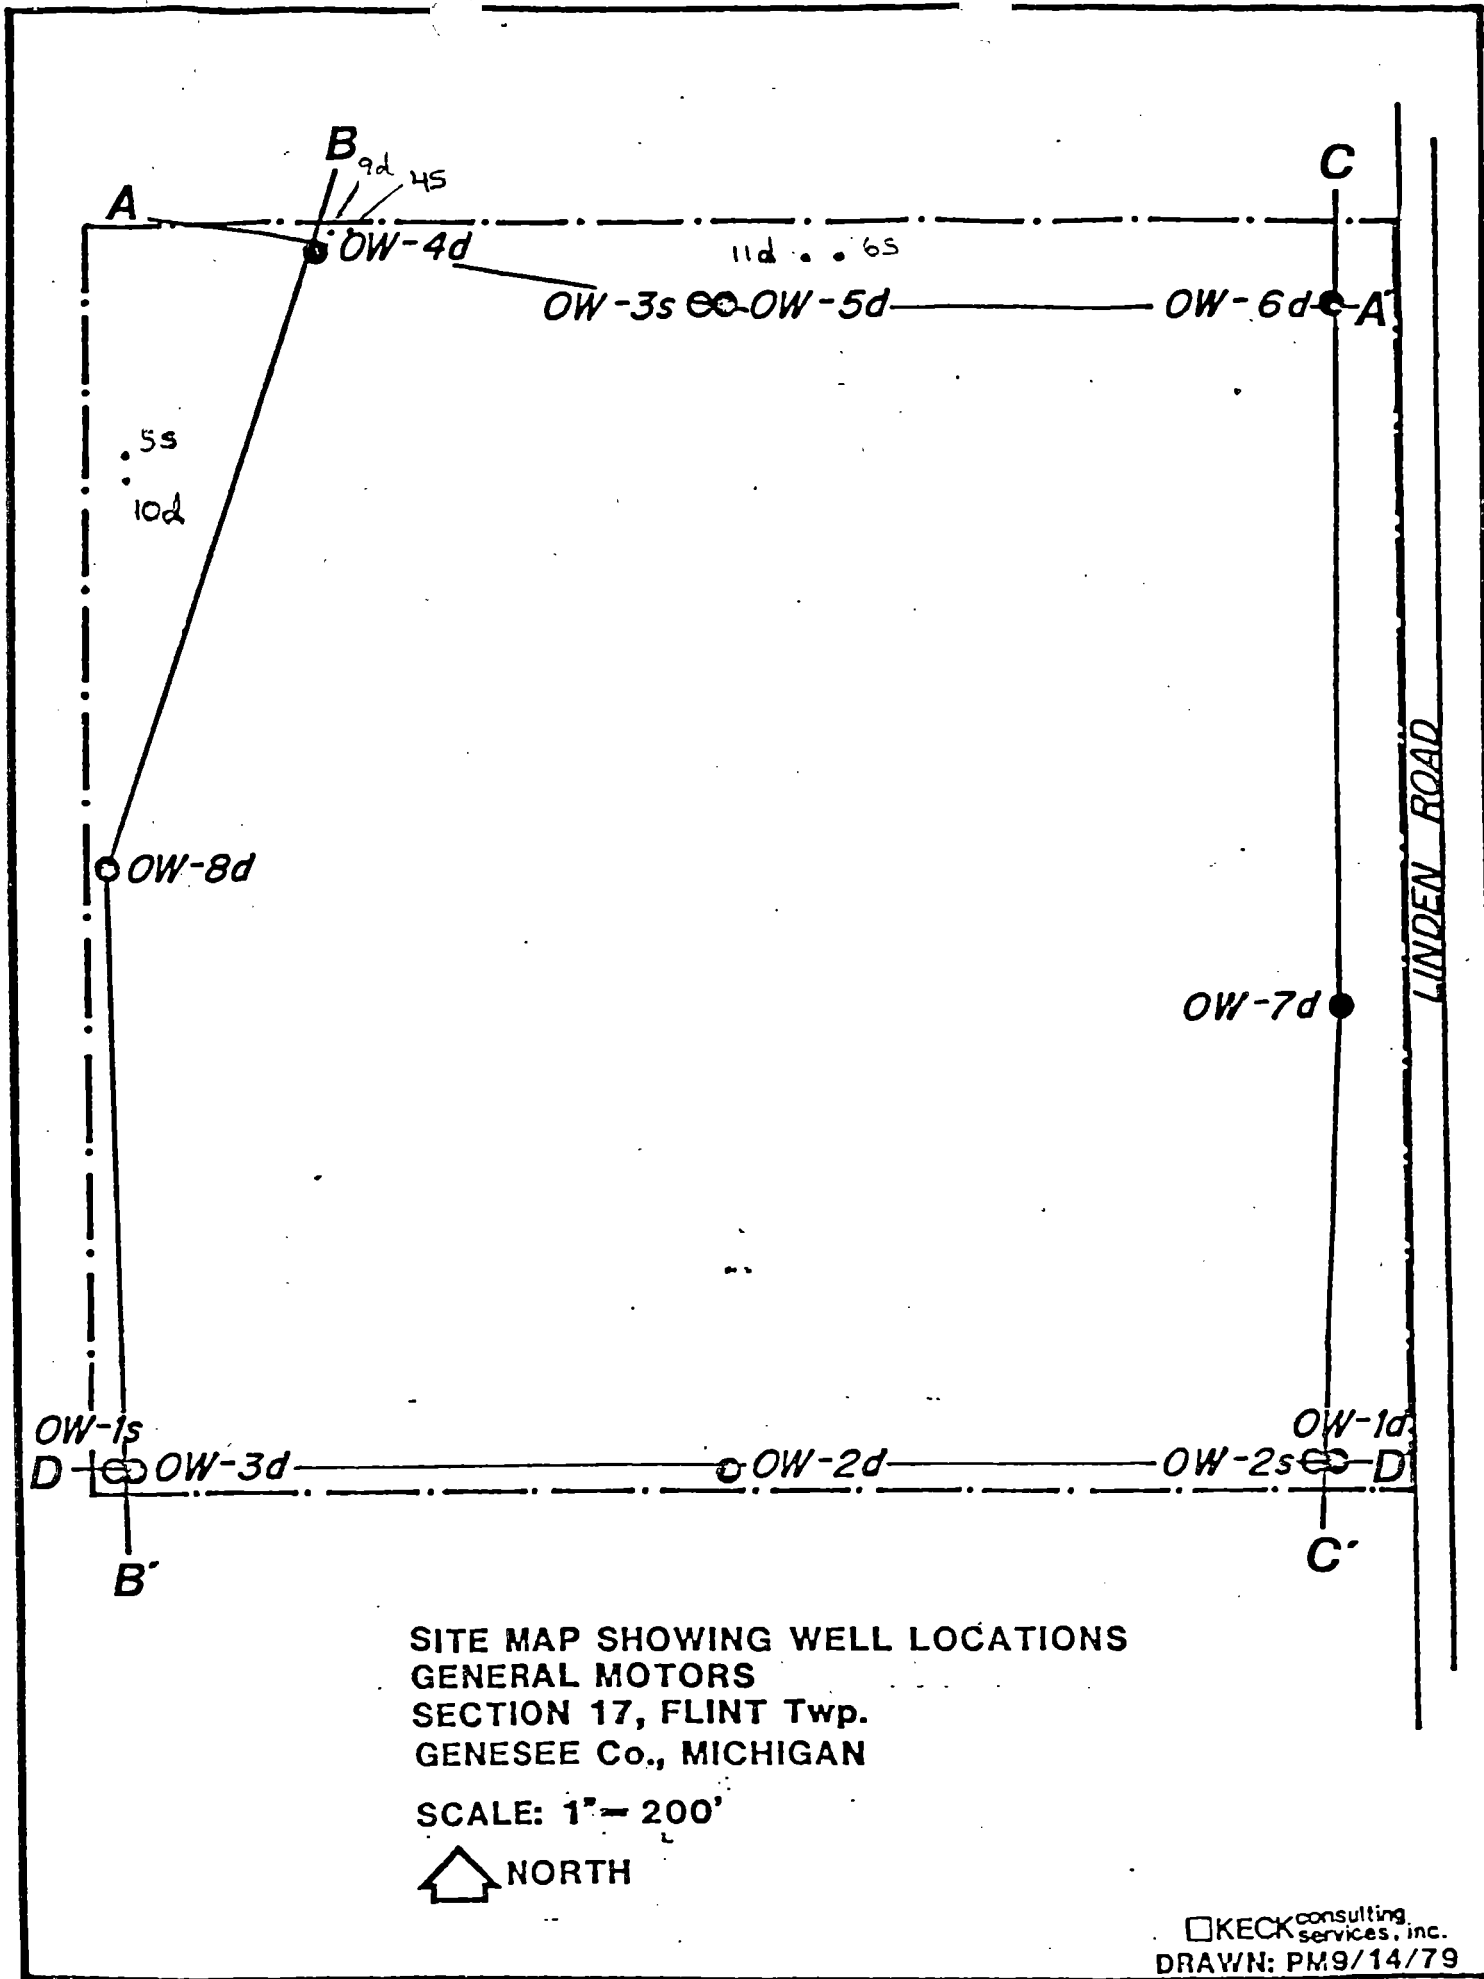 B
9d
4S
C
A
OW-4d
11d
6S
OW-3s
OW-5d
OW-6d
A'
5S
10d
LINDEN ROAD
OW-8d
OW-7d
OW-1s
OW-1d
D
OW-3d
OW-2d
OW-2s
D'
B'
C'
SITE MAP SHOWING WELL LOCATIONS
GENERAL MOTORS
SECTION 17, FLINT Twp.
GENESEE Co., MICHIGAN
SCALE: 1"= 200'
NORTH
KECK consulting services, inc.
DRAWN: PM9/14/79